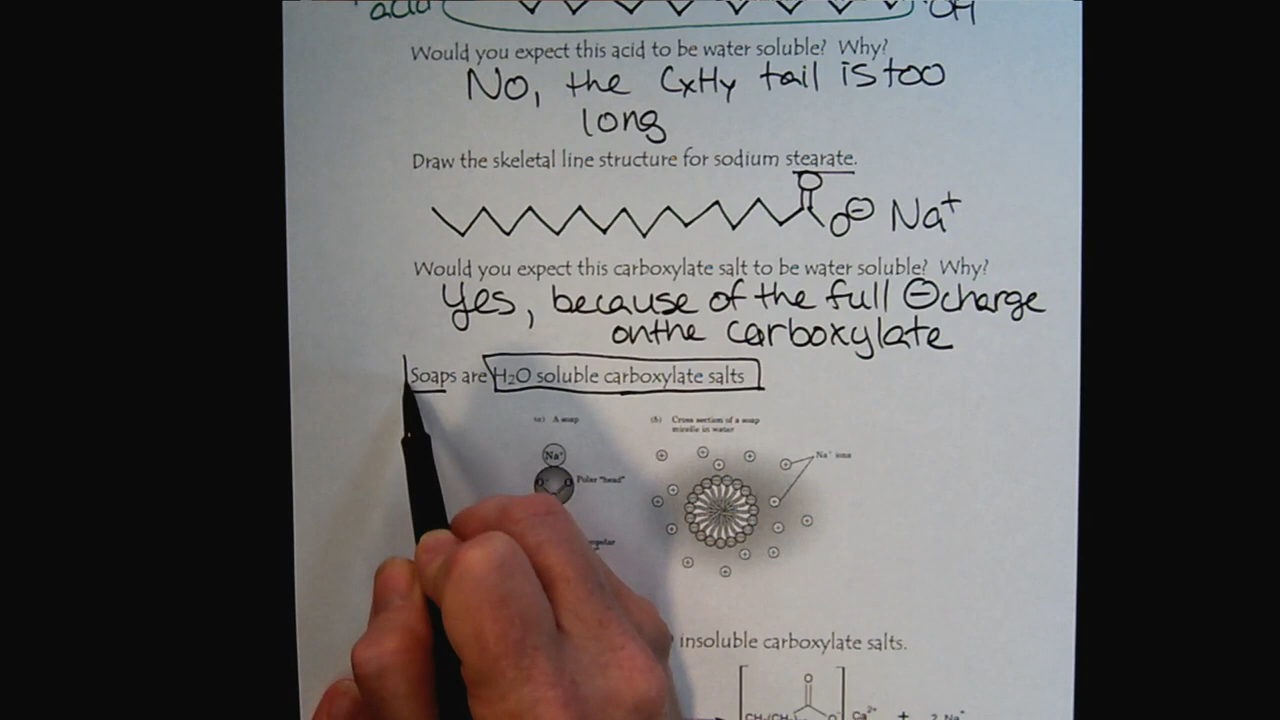 acid OH
Would you expect this acid to be water soluble? Why?
No, the CxHy tail is too
long
Draw the skeletal line structure for sodium stearate.
O
O⊖ Na⁺
Would you expect this carboxylate salt to be water soluble? Why?
Yes, because of the full ⊖ charge
on the carboxylate
Soaps are H₂O soluble carboxylate salts
(a) A soap
Na⁺
Polar "head"
(b) Cross section of a soap
micelle in water
Na⁺ ions
insoluble carboxylate salts.
O
O⁻ Ca²⁺ + 2 Na⁺